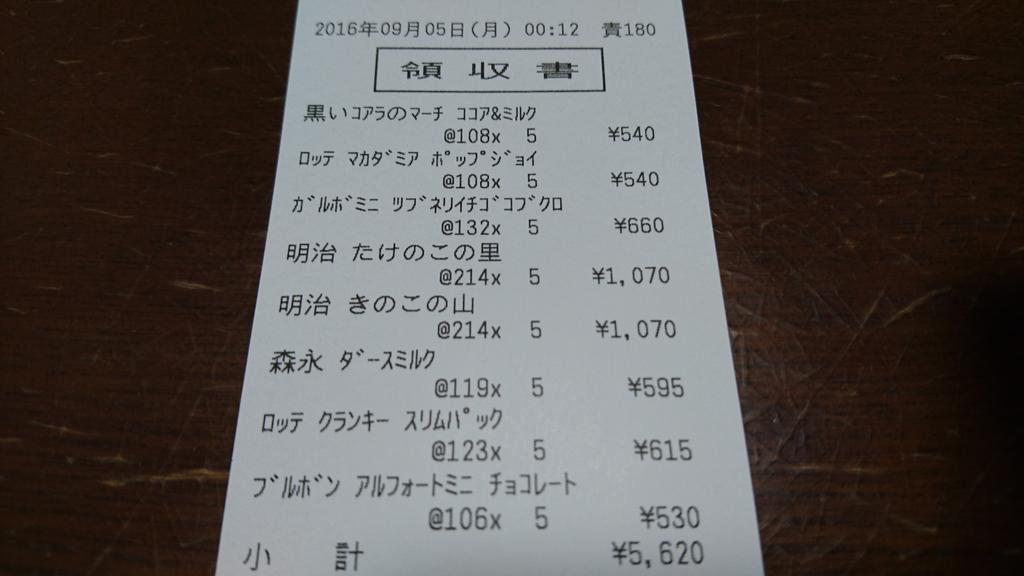 2016年09月05日(月) 00:12 責180
領収書
黒いコアラのマーチ ココア&ミルク
@108x 5 ¥540
ロッテ マカダミア ポップジョイ
@108x 5 ¥540
ガルボミニ ツブネリイチゴコブクロ
@132x 5 ¥660
明治 たけのこの里
@214x 5 ¥1,070
明治 きのこの山
@214x 5 ¥1,070
森永 ダースミルク
@119x 5 ¥595
ロッテ クランキー スリムパック
@123x 5 ¥615
ブルボン アルフォートミニ チョコレート
@106x 5 ¥530
小計 ¥5,620